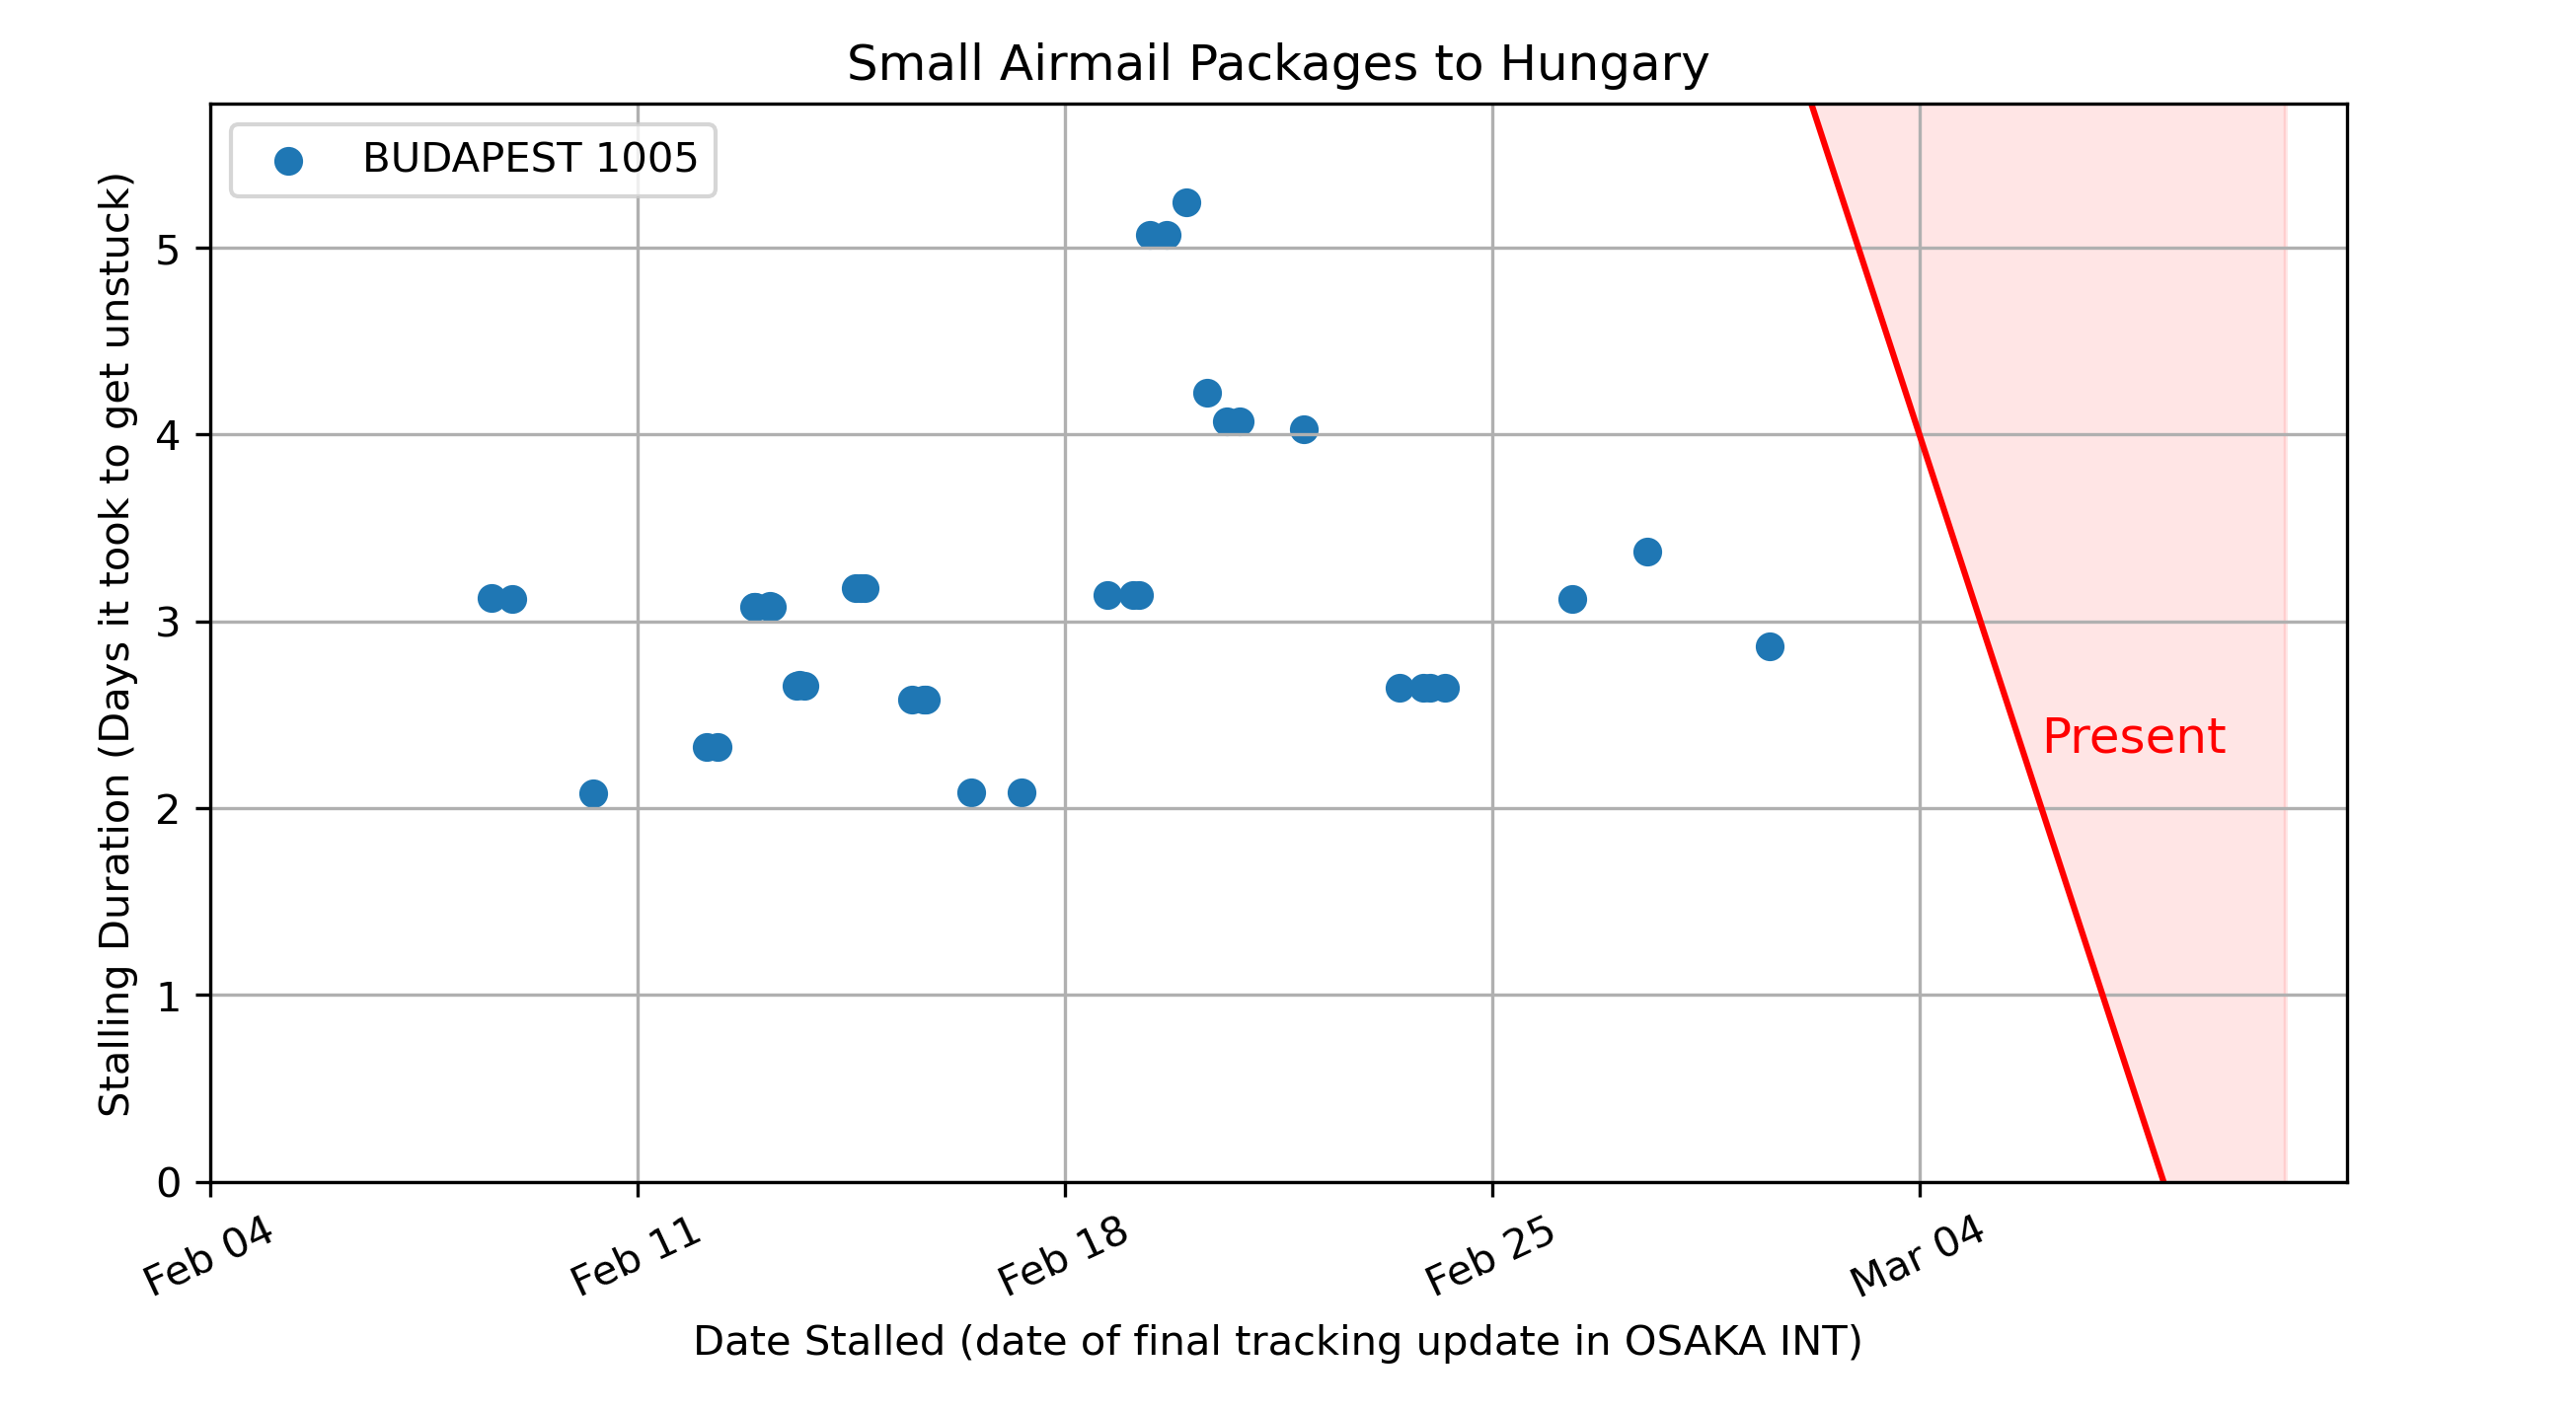 Small Airmail Packages to Hungary
BUDAPEST 1005
Stalling Duration (Days it took to get unstuck)
5
4
3
2
1
0
Present
Feb 04
Feb 11
Feb 18
Feb 25
Mar 04
Date Stalled (date of final tracking update in OSAKA INT)